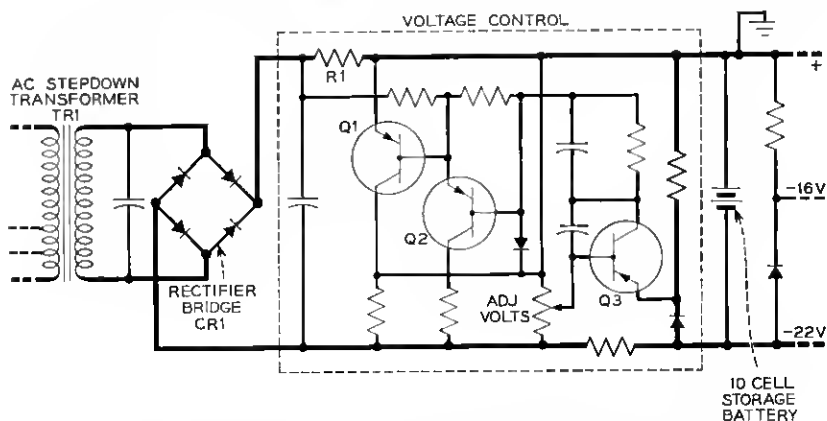 VOLTAGE CONTROL
AC STEPDOWN
TRANSFORMER
TR1
R1
+
Q1
Q2
-16V
RECTIFIER
BRIDGE
CR1
ADJ
VOLTS
Q3
-22V
10 CELL
STORAGE
BATTERY